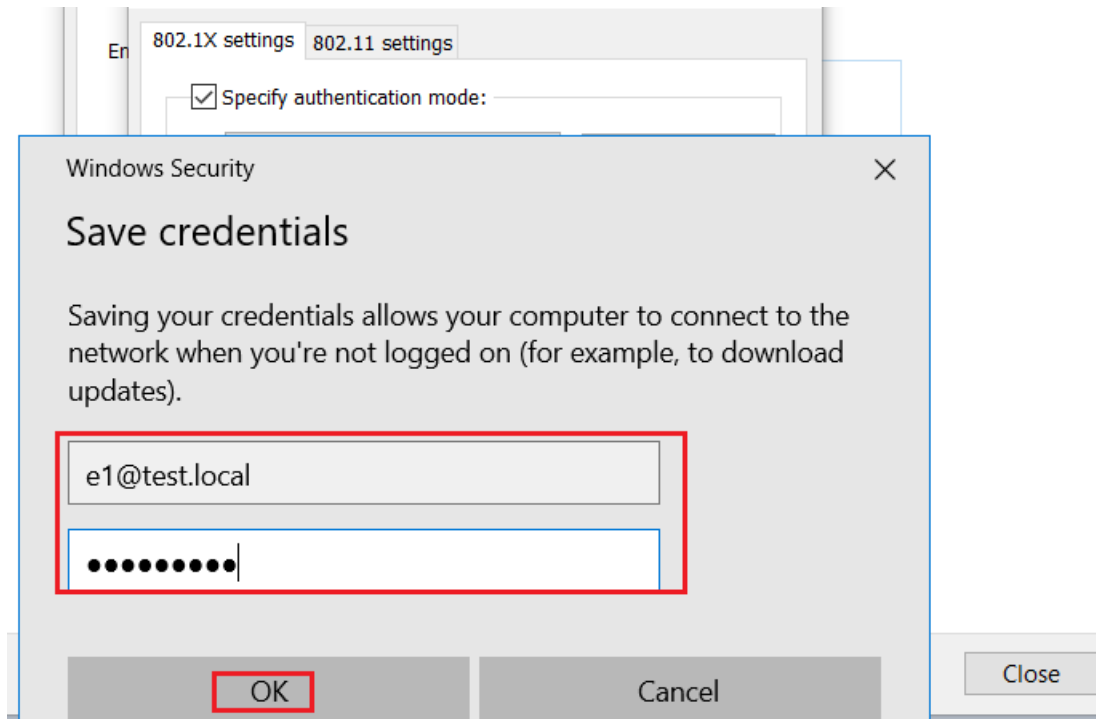 802.1X settings 802.11 settings
En
Specify authentication mode:
Windows Security
Save credentials
Saving your credentials allows your computer to connect to the
network when you're not logged on (for example, to download
updates).
e1@test.local
●●●●●●●●●
OK Cancel
Close